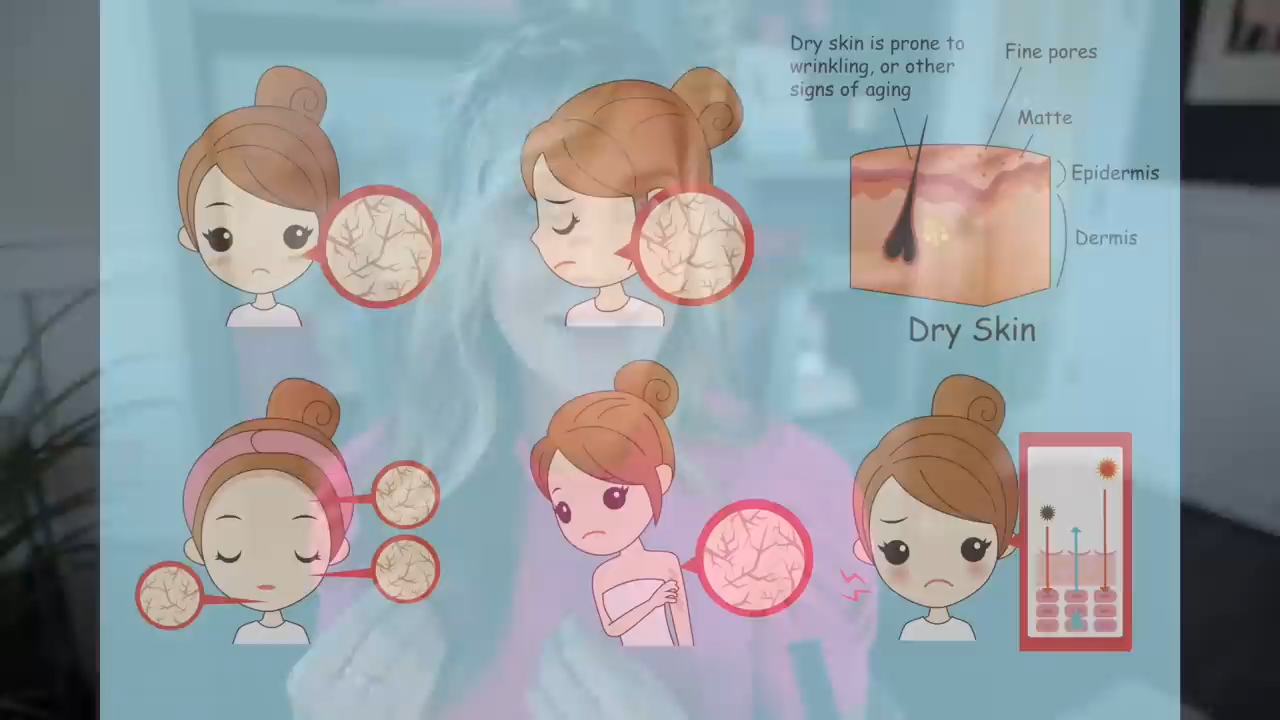 Dry skin is prone to
wrinkling, or other
signs of aging
Fine pores
Matte
Epidermis
Dermis
Dry Skin